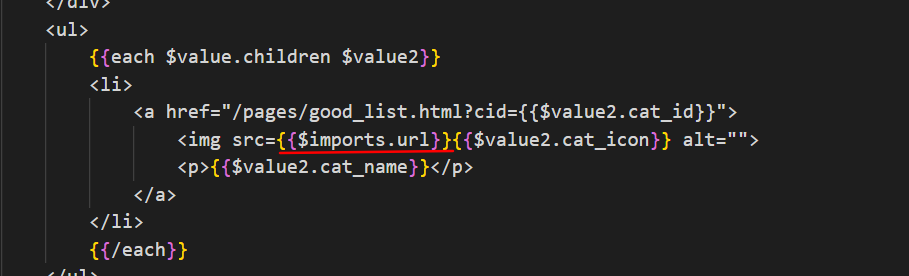 </div>
<ul>
{{each $value.children $value2}}
<li>
<a href="/pages/good_list.html?cid={{$value2.cat_id}}">
<img src={{$imports.url}}{{$value2.cat_icon}} alt="">
<p>{{$value2.cat_name}}</p>
</a>
</li>
{{/each}}
</ul>